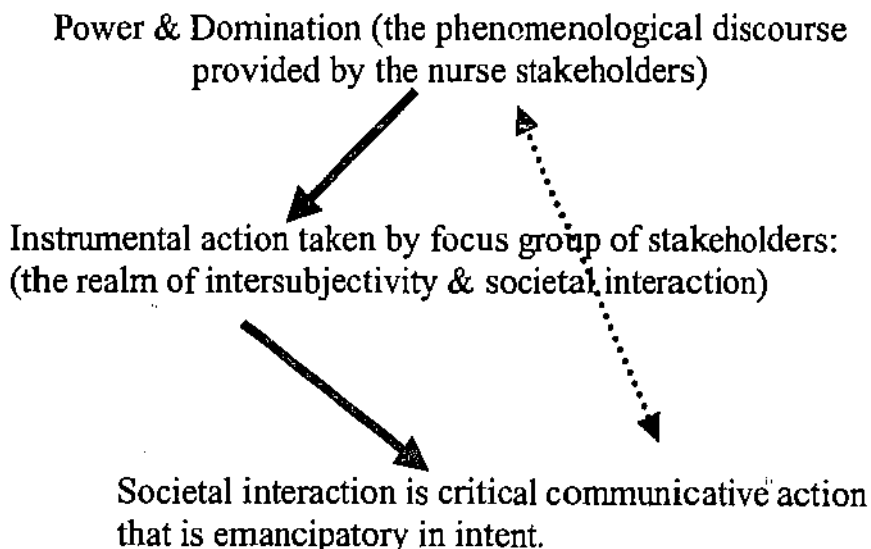 Power & Domination (the phenomenological discourse
provided by the nurse stakeholders)
Instrumental action taken by focus group of stakeholders:
(the realm of intersubjectivity & societal interaction)
Societal interaction is critical communicative action
that is emancipatory in intent.